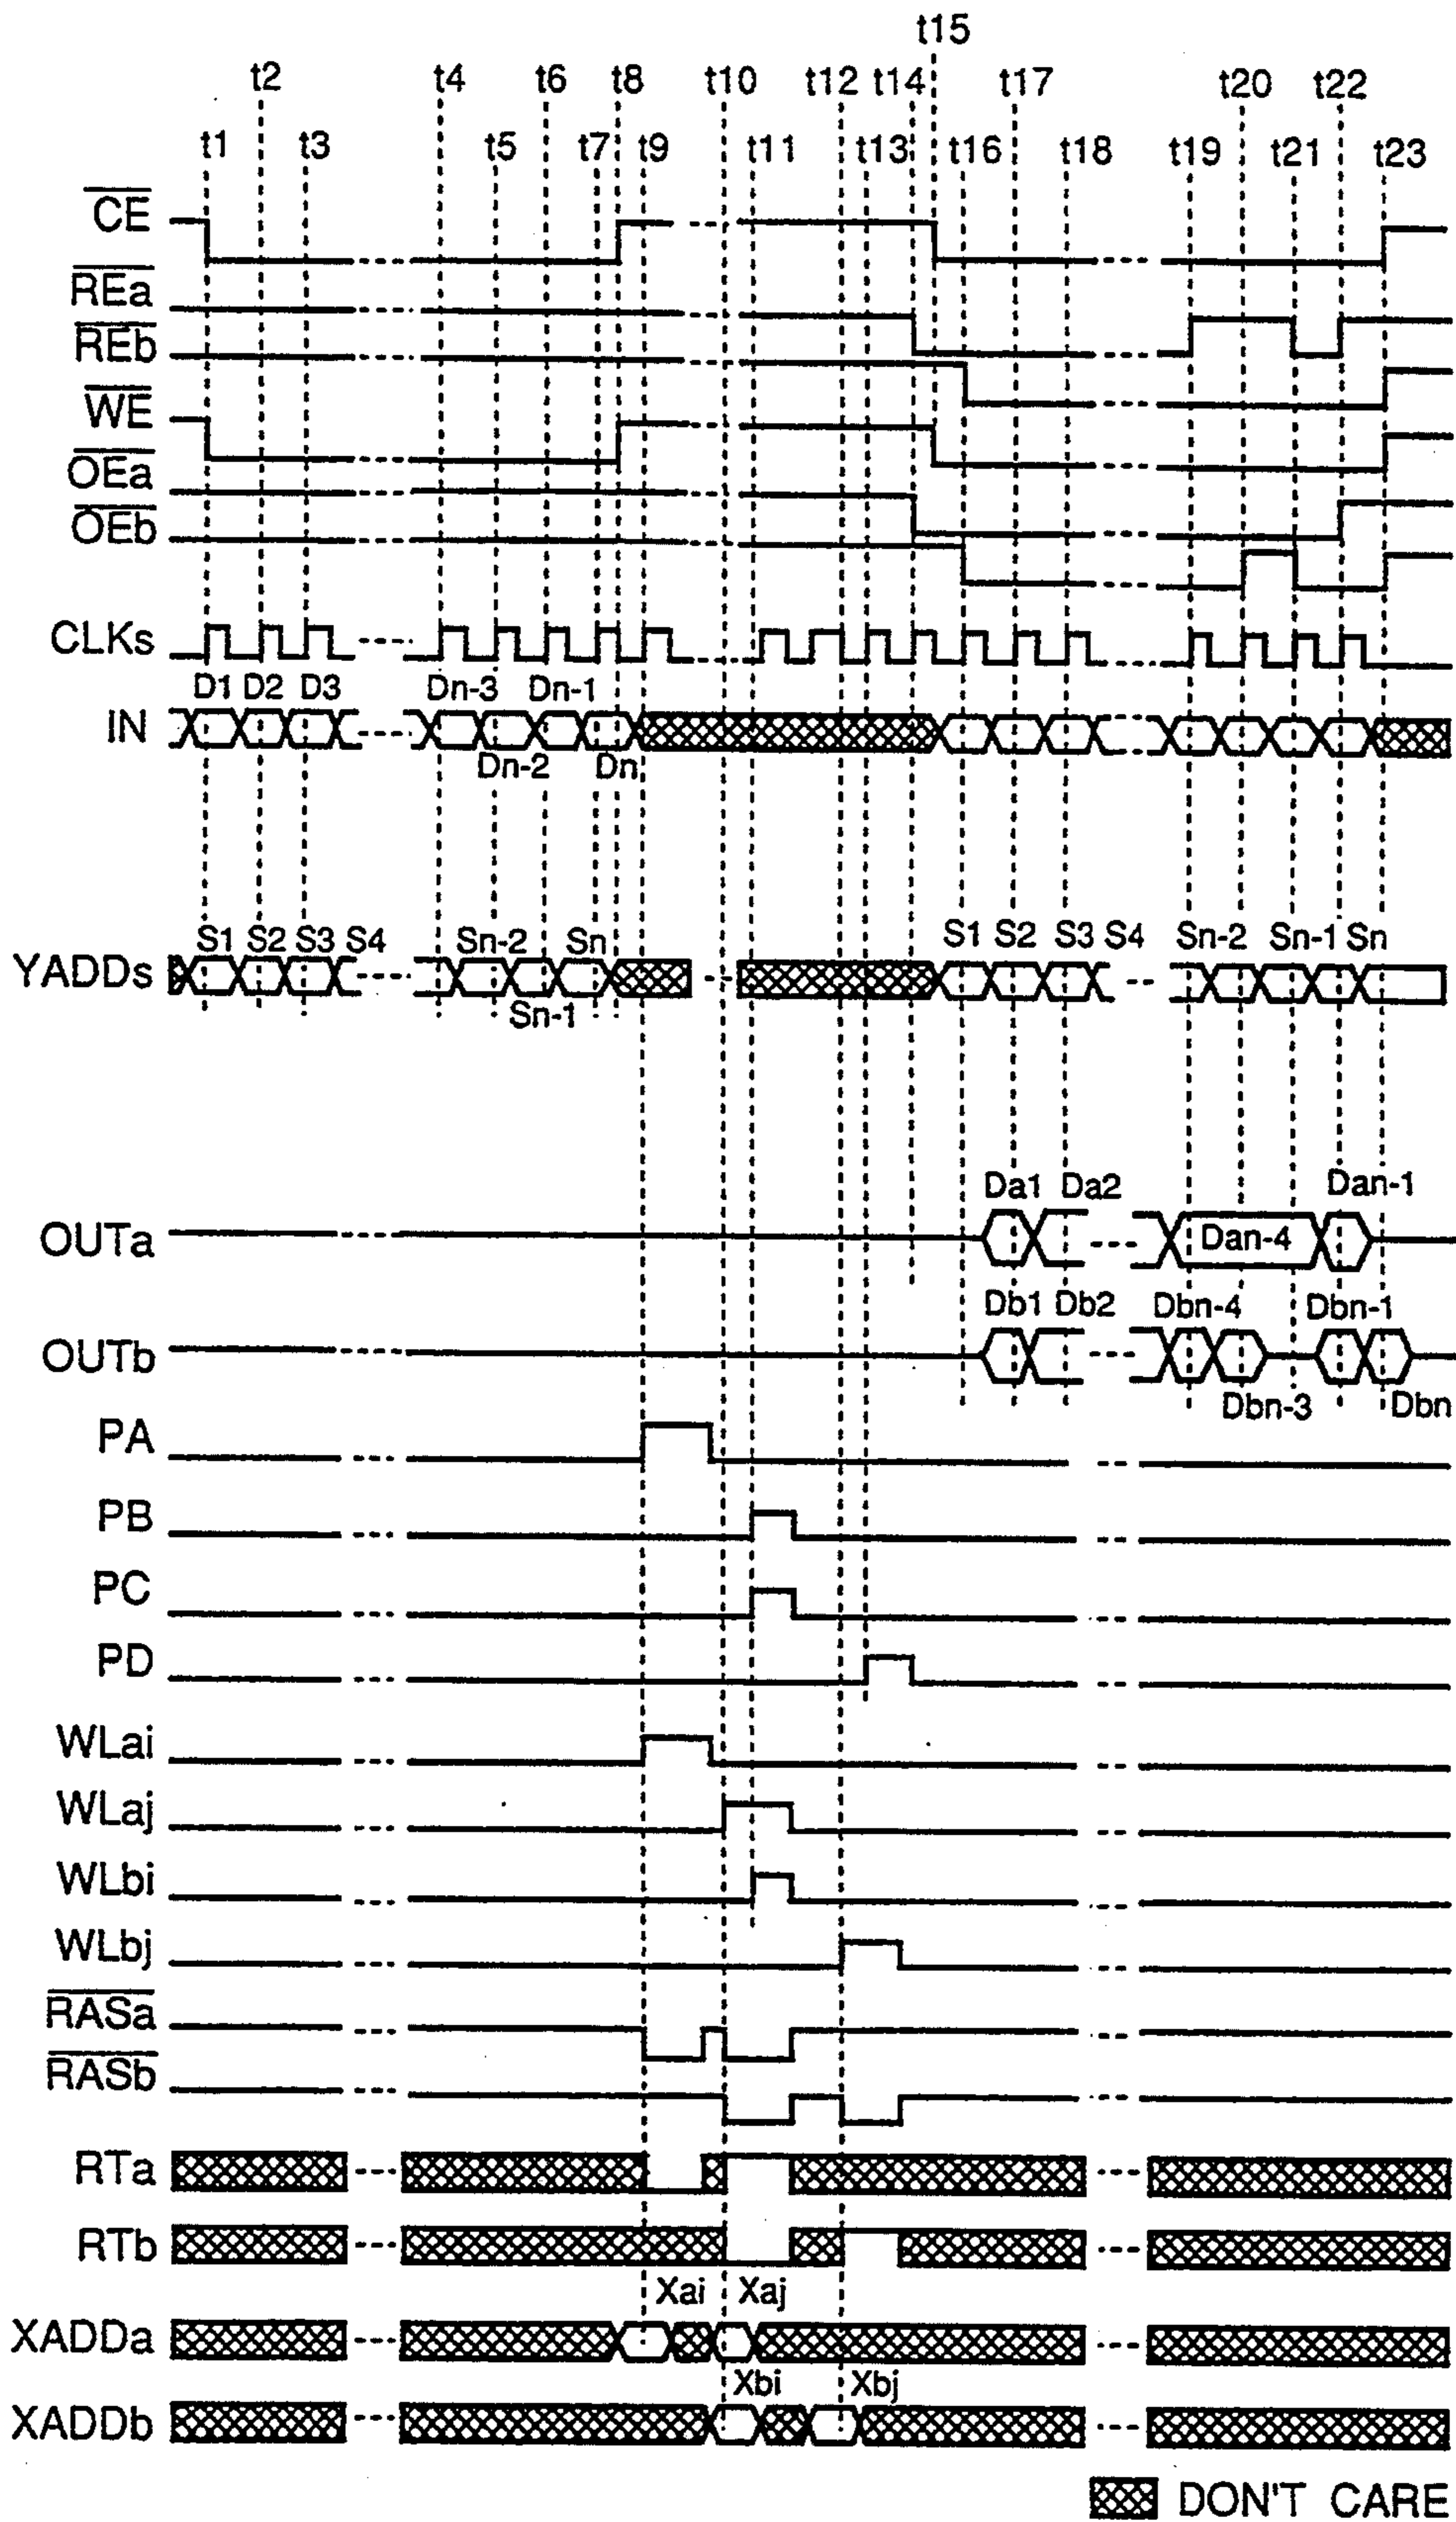 t15
t2 t4 t6 t8 t10 t12 t14 t17 t20 t22
t1 t3 t5 t7 t9 t11 t13 t16 t18 t19 t21 t23
CE
REa
REb
WE
OEa
OEb
CLKs
D1 D2 D3 Dn-3 Dn-1
IN
Dn-2 Dn
S1 S2 S3 S4 Sn-2 Sn S1 S2 S3 S4 Sn-2 Sn-1 Sn
YADDs
Sn-1
Da1 Da2 Dan-1
OUTa Dan-4
Db1 Db2 Dbn-4 Dbn-1
OUTb
Dbn-3 Dbn
PA
PB
PC
PD
WLai
WLaj
WLbi
WLbj
RASa
RASb
RTa
RTb
Xai Xaj
XADDa
Xbi Xbj
XADDb
DON'T CARE